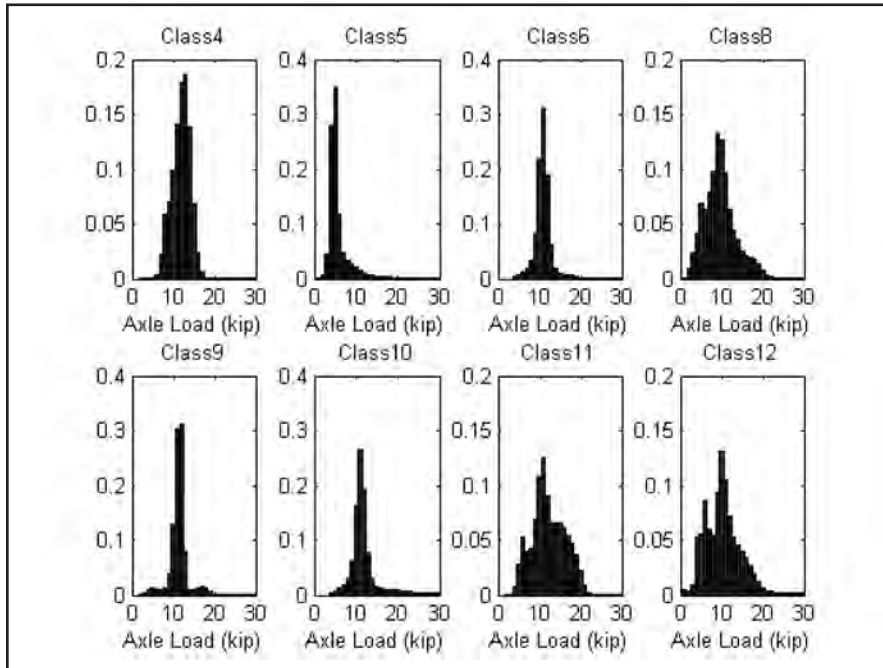 Class4 Class5 Class6 Class8
0.2 0.4 0.4 0.2
0.15 0.3 0.3 0.15
0.1 0.2 0.2 0.1
0.05 0.1 0.1 0.05
0 0 0 0
0 10 20 30 0 10 20 30 0 10 20 30 0 10 20 30
Axle Load (kip) Axle Load (kip) Axle Load (kip) Axle Load (kip)
Class9 Class10 Class11 Class12
0.4 0.4 0.2 0.2
0.3 0.3 0.15 0.15
0.2 0.2 0.1 0.1
0.1 0.1 0.05 0.05
0 0 0 0
0 10 20 30 0 10 20 30 0 10 20 30 0 10 20 30
Axle Load (kip) Axle Load (kip) Axle Load (kip) Axle Load (kip)